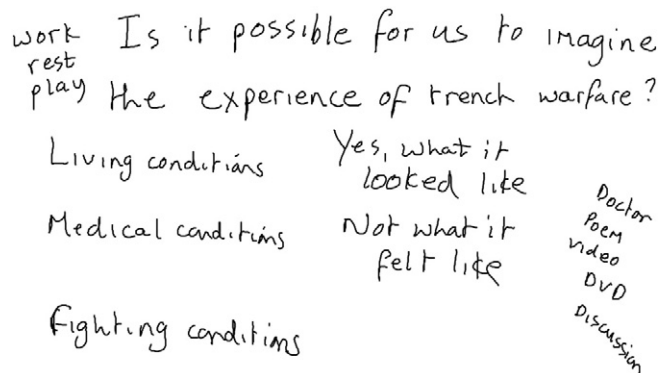 work
rest
play
Is it possible for us to imagine
the experience of trench warfare?
Living conditions
Yes, what it
looked like
Medical conditions
Not what it
felt like
Fighting conditions
Doctor
Poem
video
DVD
Discussion